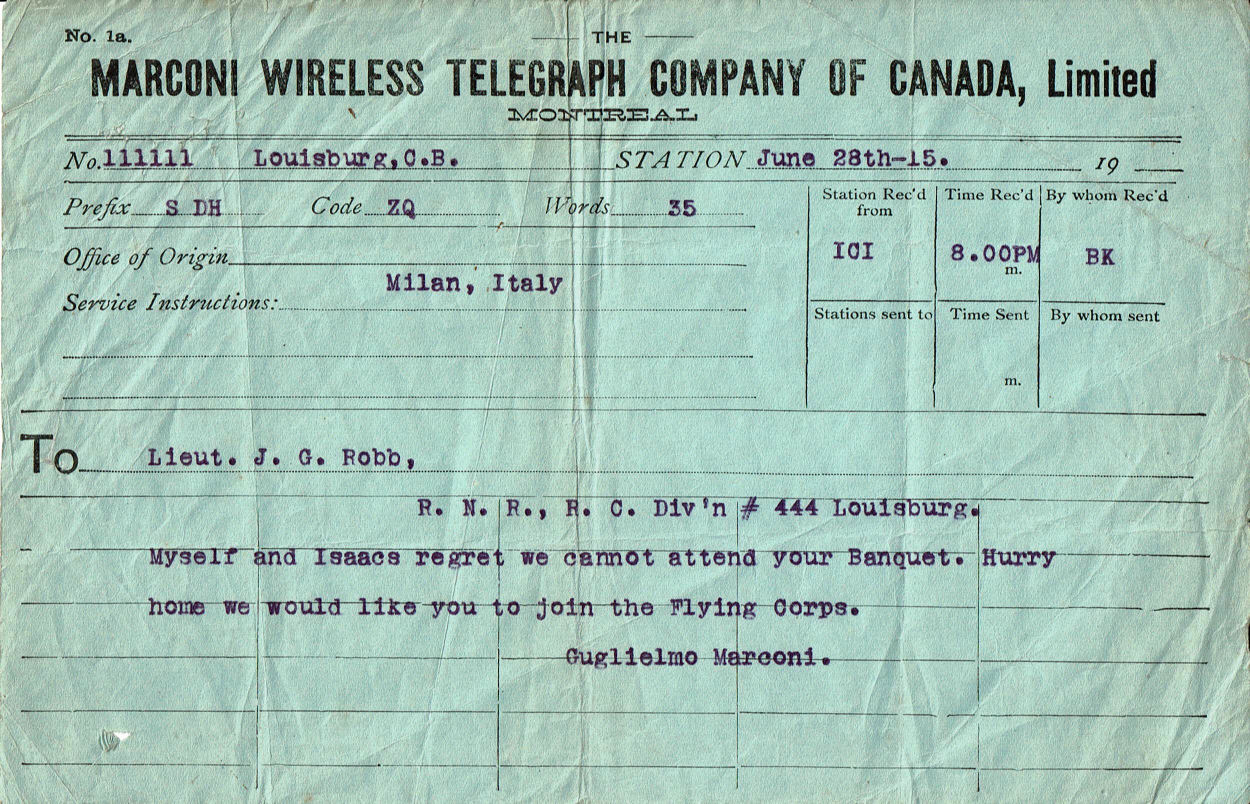 No. 1a.
THE
MARCONI WIRELESS TELEGRAPH COMPANY OF CANADA, Limited
MONTREAL
No. 111111 Louisburg,C.B. STATION June 28th-15. 19
Prefix S DH Code ZQ Words 35
Station Rec'd from Time Rec'd By whom Rec'd
ICI 8.00PM m. BK
Office of Origin
Milan, Italy
Service Instructions:
Stations sent to Time Sent By whom sent
m.
To Lieut. J. G. Robb,
R. N. R., R. C. Div'n # 444 Louisburg.
Myself and Isaacs regret we cannot attend your Banquet. Hurry
home we would like you to join the Flying Corps.
Guglielmo Marconi.